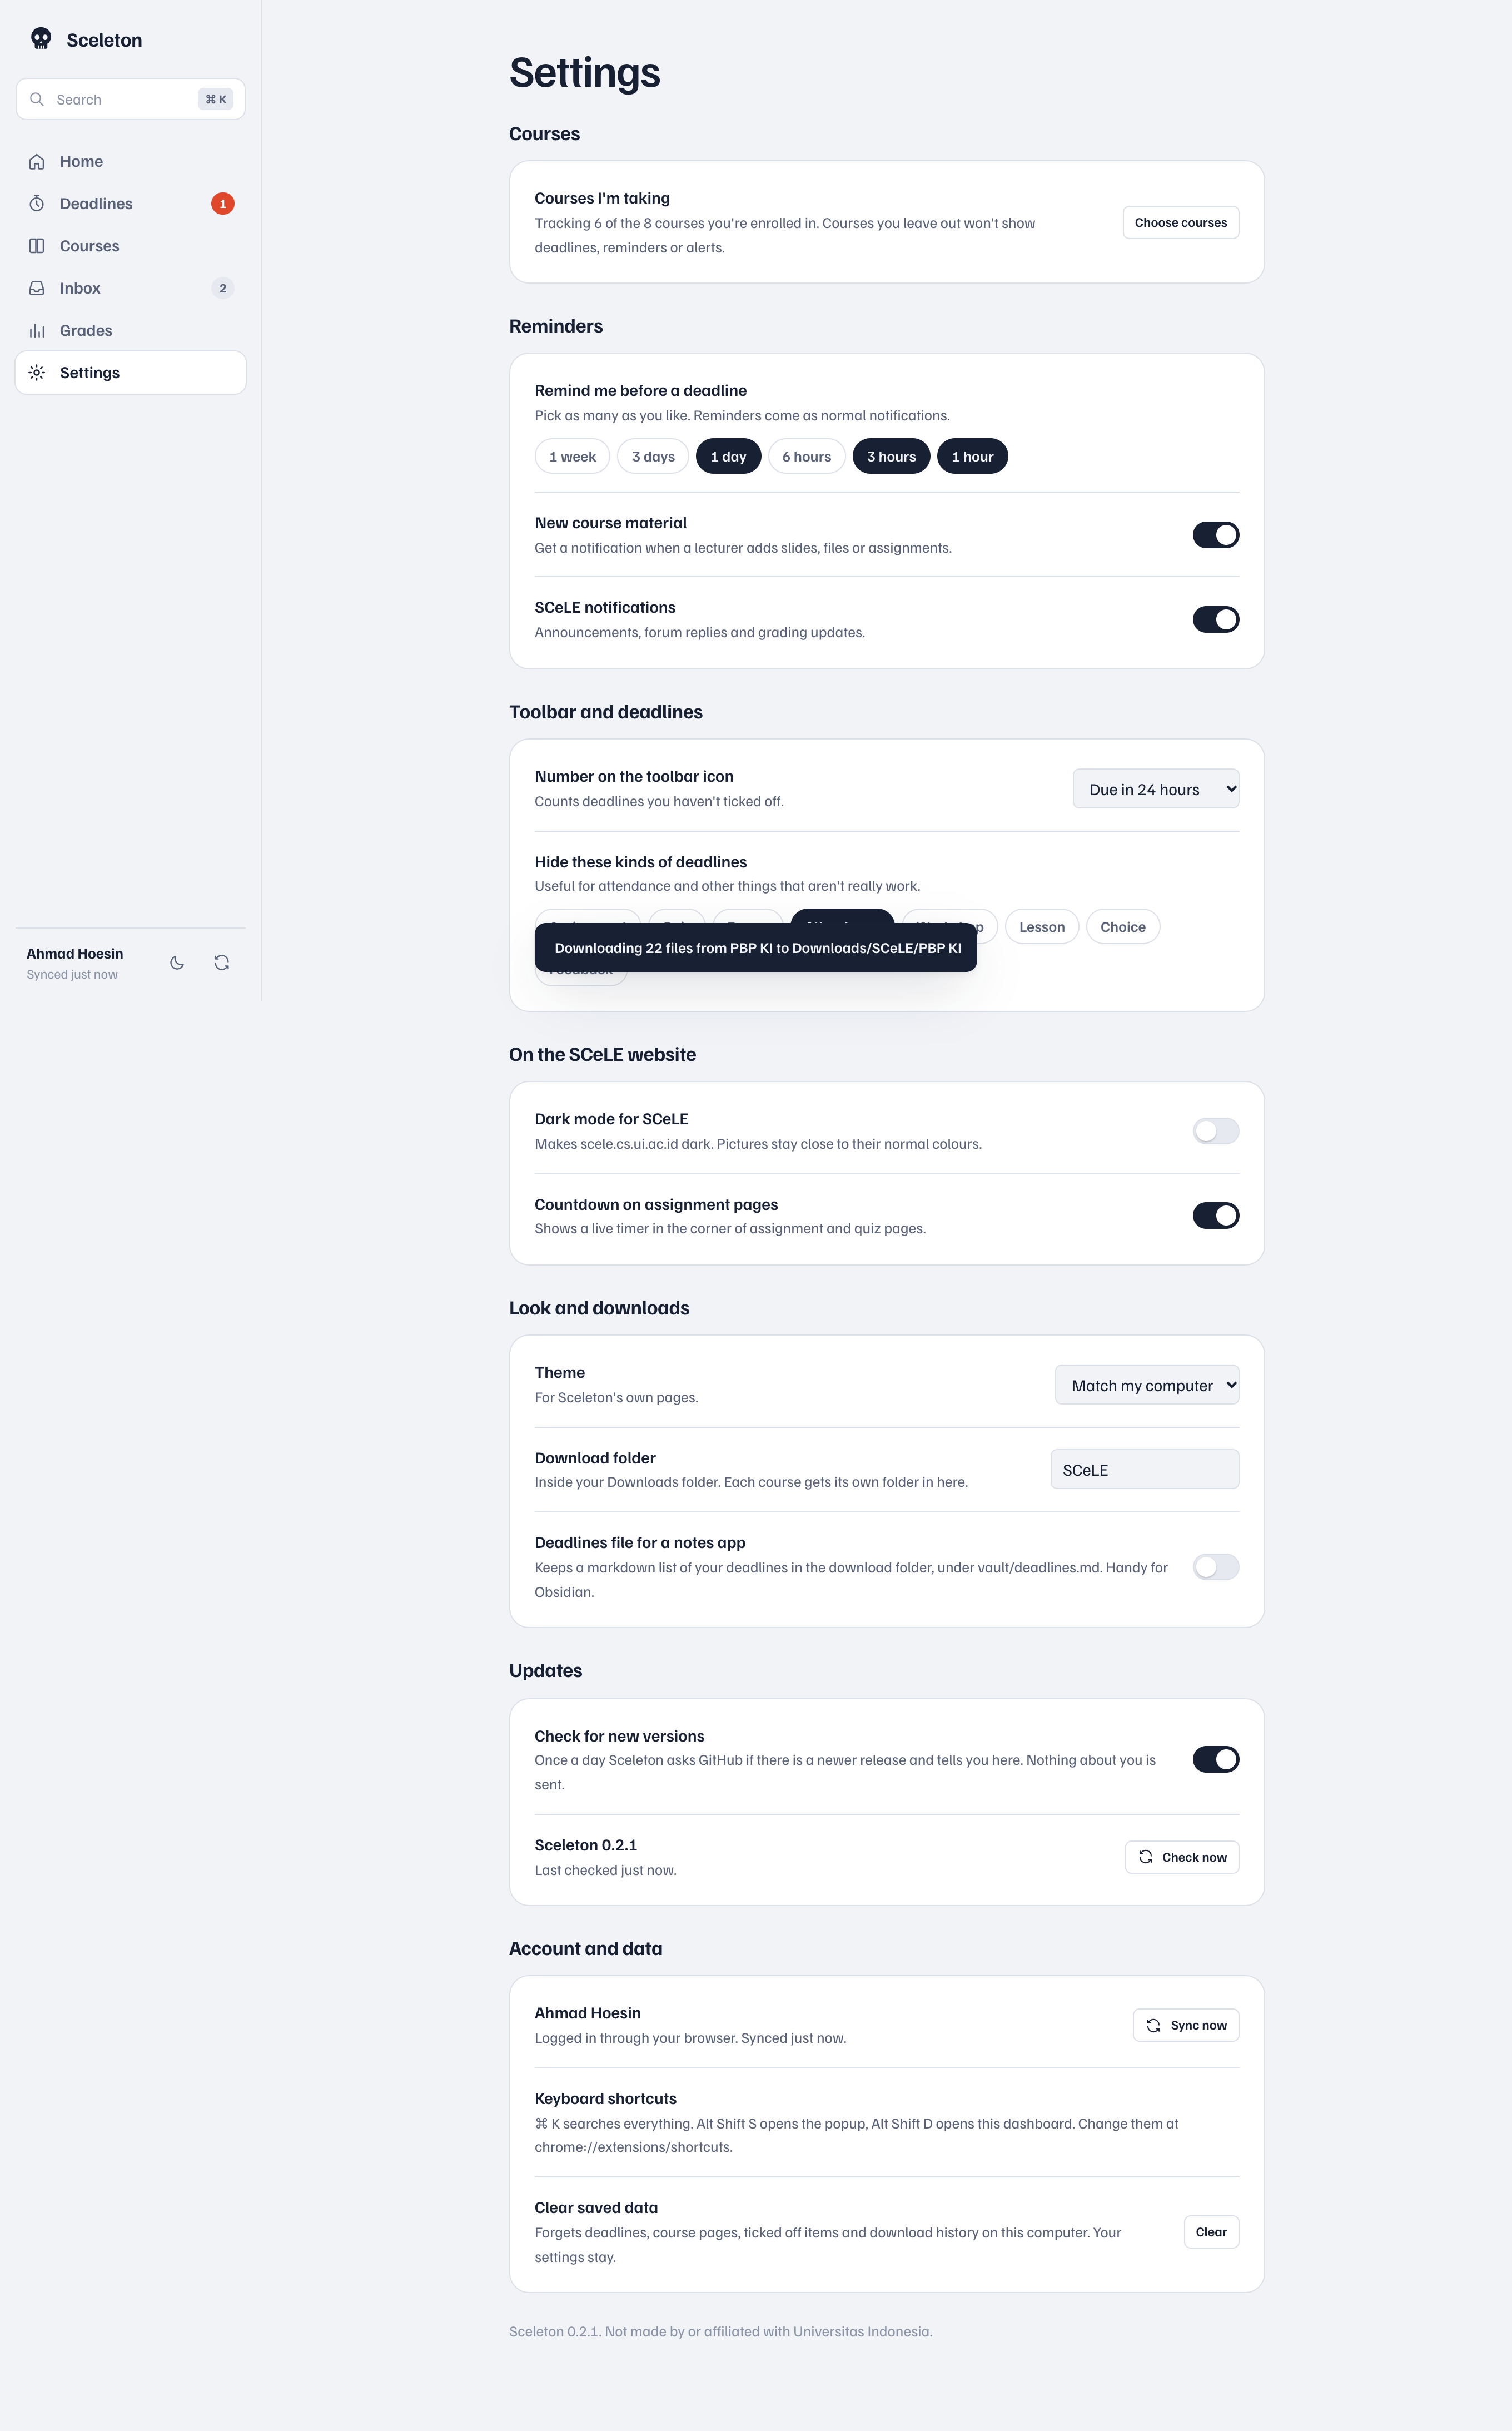 Sceleton
Search
⌘ K
Home
Deadlines
1
Courses
Inbox
2
Grades
Settings
Ahmad Hoesin
Synced just now
Settings
Courses
Courses I'm taking
Tracking 6 of the 8 courses you're enrolled in. Courses you leave out won't show
deadlines, reminders or alerts.
Choose courses
Reminders
Remind me before a deadline
Pick as many as you like. Reminders come as normal notifications.
1 week
3 days
1 day
6 hours
3 hours
1 hour
New course material
Get a notification when a lecturer adds slides, files or assignments.
SCeLE notifications
Announcements, forum replies and grading updates.
Toolbar and deadlines
Number on the toolbar icon
Counts deadlines you haven't ticked off.
Due in 24 hours
Hide these kinds of deadlines
Useful for attendance and other things that aren't really work.
Lesson
Choice
Downloading 22 files from PBP KI to Downloads/SCeLE/PBP KI
On the SCeLE website
Dark mode for SCeLE
Makes scele.cs.ui.ac.id dark. Pictures stay close to their normal colours.
Countdown on assignment pages
Shows a live timer in the corner of assignment and quiz pages.
Look and downloads
Theme
For Sceleton's own pages.
Match my computer
Download folder
Inside your Downloads folder. Each course gets its own folder in here.
SCeLE
Deadlines file for a notes app
Keeps a markdown list of your deadlines in the download folder, under vault/deadlines.md. Handy for
Obsidian.
Updates
Check for new versions
Once a day Sceleton asks GitHub if there is a newer release and tells you here. Nothing about you is
sent.
Sceleton 0.2.1
Last checked just now.
Check now
Account and data
Ahmad Hoesin
Logged in through your browser. Synced just now.
Sync now
Keyboard shortcuts
⌘ K searches everything. Alt Shift S opens the popup, Alt Shift D opens this dashboard. Change them at
chrome://extensions/shortcuts.
Clear saved data
Forgets deadlines, course pages, ticked off items and download history on this computer. Your
settings stay.
Clear
Sceleton 0.2.1. Not made by or affiliated with Universitas Indonesia.